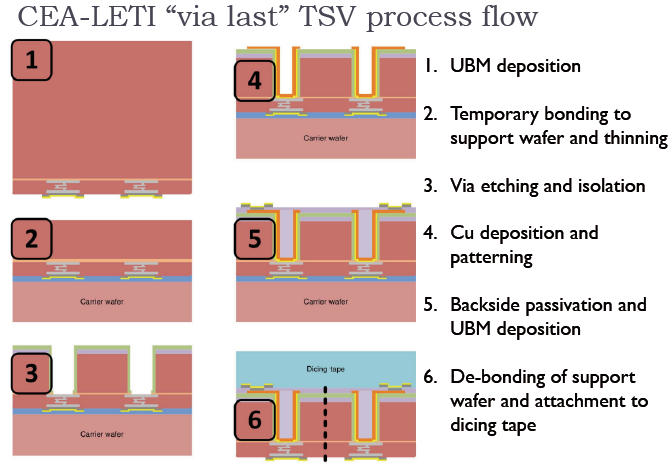 CEA-LETI “via last” TSV process flow
1
2
Carrier wafer
3
Carrier wafer
4
Carrier wafer
5
Carrier wafer
Dicing tape
6
1. UBM deposition
2. Temporary bonding to
support wafer and thinning
3. Via etching and isolation
4. Cu deposition and
patterning
5. Backside passivation and
UBM deposition
6. De-bonding of support
wafer and attachment to
dicing tape